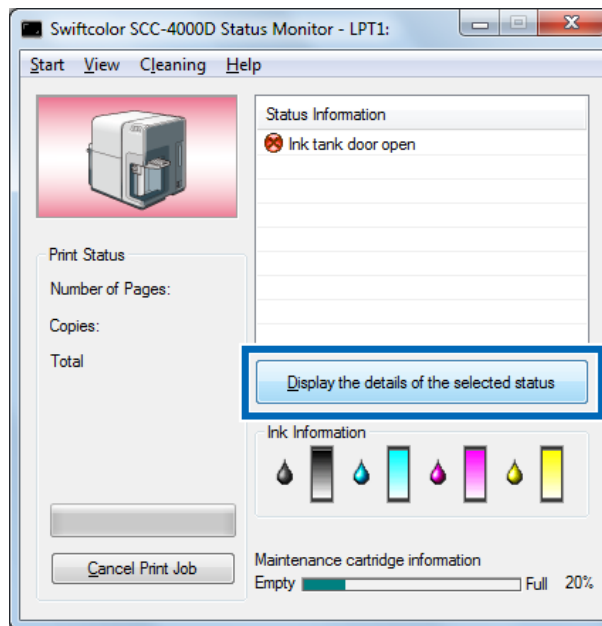 Swiftcolor SCC-4000D Status Monitor - LPT1:
Start View Cleaning Help
Status Information
Ink tank door open
Print Status
Number of Pages:
Copies:
Total
Display the details of the selected status
Ink Information
Cancel Print Job
Maintenance cartridge information
Empty Full 20%